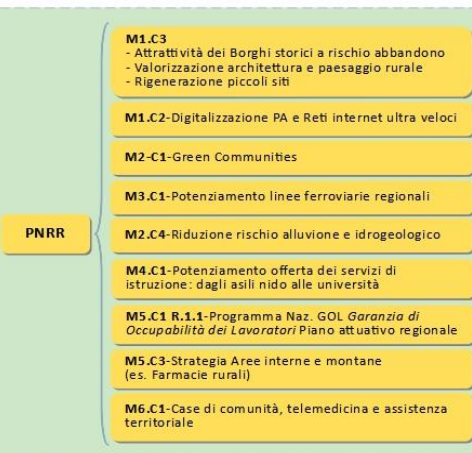 M1.C3
- Attrattività dei Borghi storici a rischio abbandono
- Valorizzazione architettura e paesaggio rurale
- Rigenerazione piccoli siti
M1.C2-Digitalizzazione PA e Reti internet ultra veloci
M2-C1-Green Communities
M3.C1-Potenziamento linee ferroviarie regionali
PNRR
M2.C4-Riduzione rischio alluvione e idrogeologico
M4.C1-Potenziamento offerta dei servizi di
istruzione: dagli asili nido alle università
M5.C1 R.1.1-Programma Naz. GOL Garanzia di
Occupabilità dei Lavoratori Piano attuativo regionale
M5.C3-Strategia Aree interne e montane
(es. Farmacie rurali)
M6.C1-Case di comunità, telemedicina e assistenza
territoriale